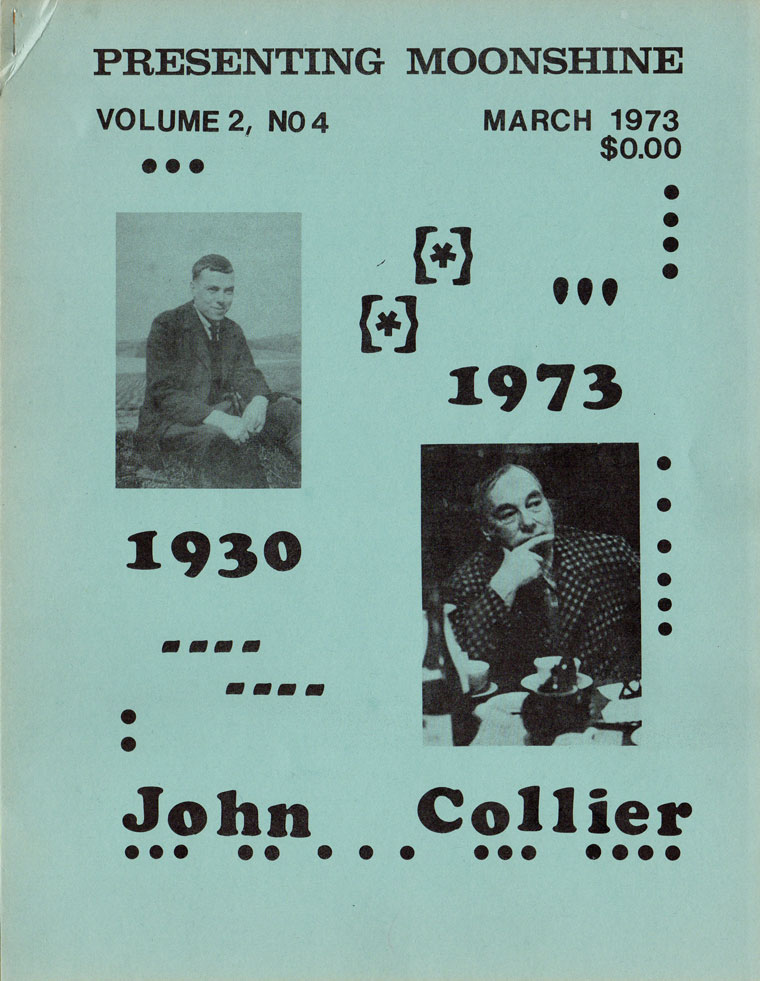 PRESENTING MOONSHINE
VOLUME 2, NO 4
MARCH 1973
$0.00
[*]
[*]
,,,
1973
1930
John Collier